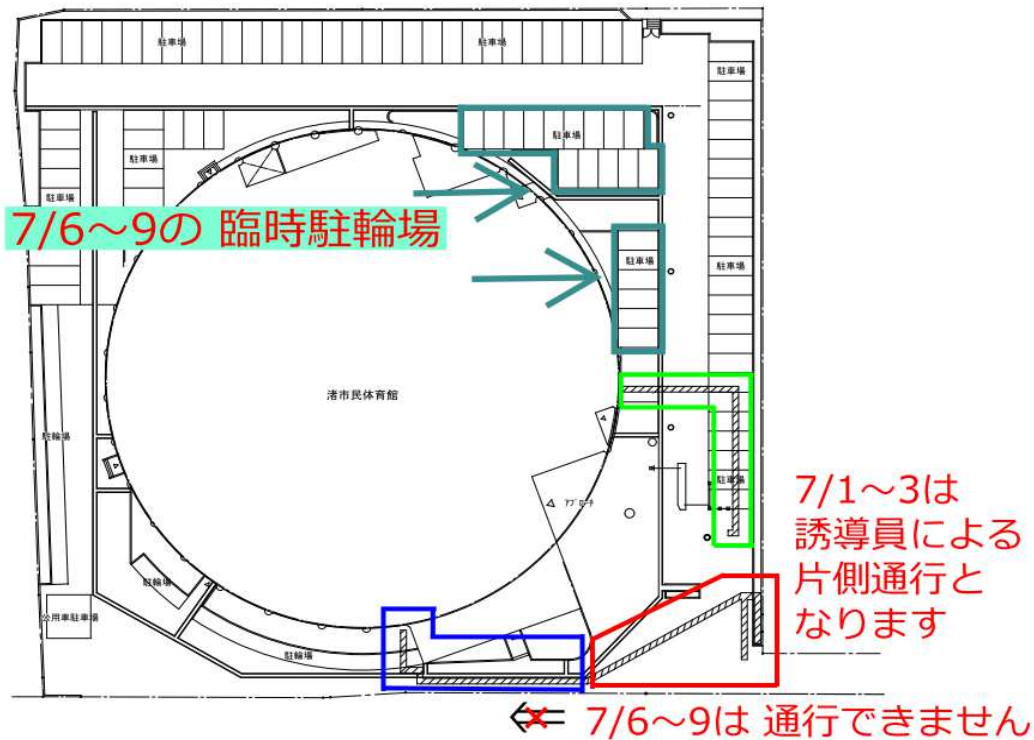 駐車場
駐車場
駐車場
駐車場
駐車場
駐車場
7/6～9の 臨時駐輪場
駐車場
駐車場
渚市民体育館
駐輪場
駐車場
アプローチ
7/1～3は
誘導員による
片側通行と
なります
駐輪場
公用車駐車場
駐輪場
7/6～9は 通行できません